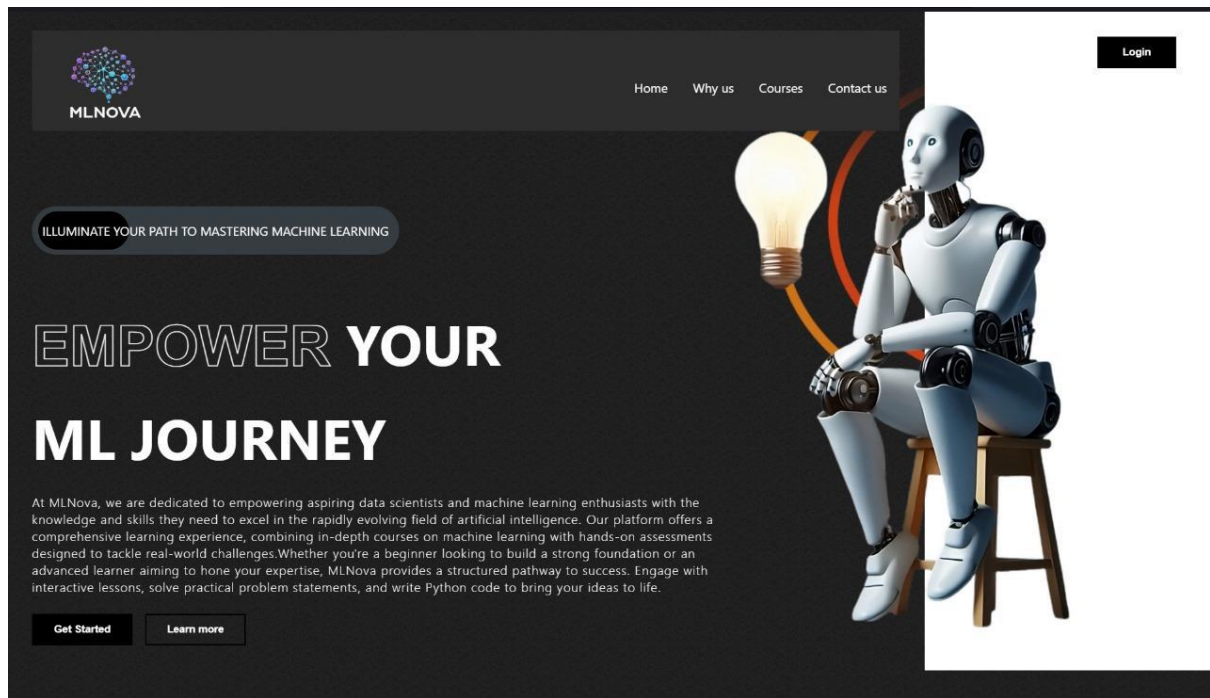 Login
MLNOVA
Home Why us Courses Contact us
ILLUMINATE YOUR PATH TO MASTERING MACHINE LEARNING
EMPOWER YOUR
ML JOURNEY
At MLNova, we are dedicated to empowering aspiring data scientists and machine learning enthusiasts with the
knowledge and skills they need to excel in the rapidly evolving field of artificial intelligence. Our platform offers a
comprehensive learning experience, combining in-depth courses on machine learning with hands-on assessments
designed to tackle real-world challenges.Whether you're a beginner looking to build a strong foundation or an
advanced learner aiming to hone your expertise, MLNova provides a structured pathway to success. Engage with
interactive lessons, solve practical problem statements, and write Python code to bring your ideas to life.
Get Started Learn more